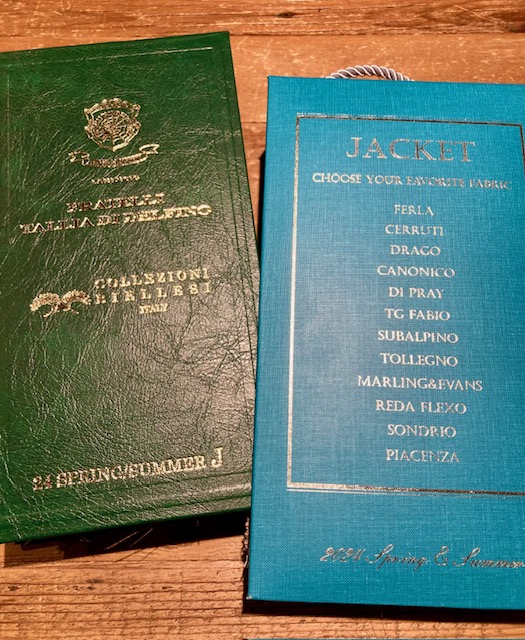 FRATELLI
TALLIA DI DELFINO
COLLEZIONI
BIELLESI
ITALY
24 SPRING/SUMMER J
JACKET
CHOOSE YOUR FAVORITE FABRIC
FERLA
CERRUTI
DRAGO
CANONICO
DI PRAY
TG FABIO
SUBALPINO
TOLLEGNO
MARLING&EVANS
REDA FLEXO
SONDRIO
PIACENZA
2024 Spring & Summer